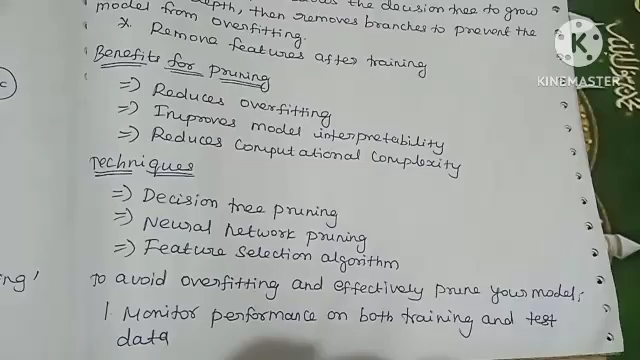 the decision tree to grow
depth, then removes branches to prevent the
model from overfitting.
* Remove features after training
Benefits for pruning
=> Reduces overfitting
=> Improves model interpretability
=> Reduces computational complexity
Techniques
=> Decision tree pruning
=> Neural network pruning
=> Feature selection algorithm
To avoid overfitting and effectively prune your model;
1. Monitor performance on both training and test
data
KINEMASTER